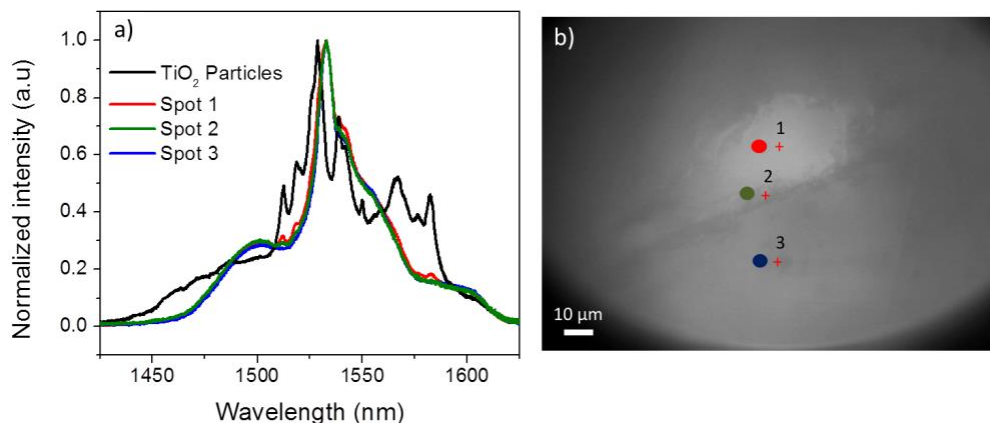 a)
TiO2 Particles
Spot 1
Spot 2
Spot 3
Normalized intensity (a.u)
1.0
0.8
0.6
0.4
0.2
0.0
1450 1500 1550 1600
Wavelength (nm)
b)
1
2
3
10 µm